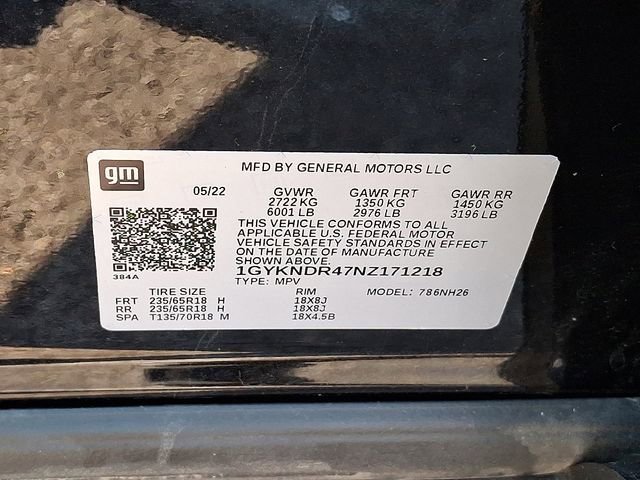 gm
MFD BY GENERAL MOTORS LLC
05/22 GVWR GAWR FRT GAWR RR
2722 KG 1350 KG 1450 KG
6001 LB 2976 LB 3196 LB
THIS VEHICLE CONFORMS TO ALL
APPLICABLE U.S. FEDERAL MOTOR
VEHICLE SAFETY STANDARDS IN EFFECT
ON THE DATE OF MANUFACTURE
SHOWN ABOVE.
384A
1GYKNDR47NZ171218
TYPE: MPV
TIRE SIZE RIM MODEL: 786NH26
FRT 235/65R18 H 18X8J
RR 235/65R18 H 18X8J
SPA T135/70R18 M 18X4.5B